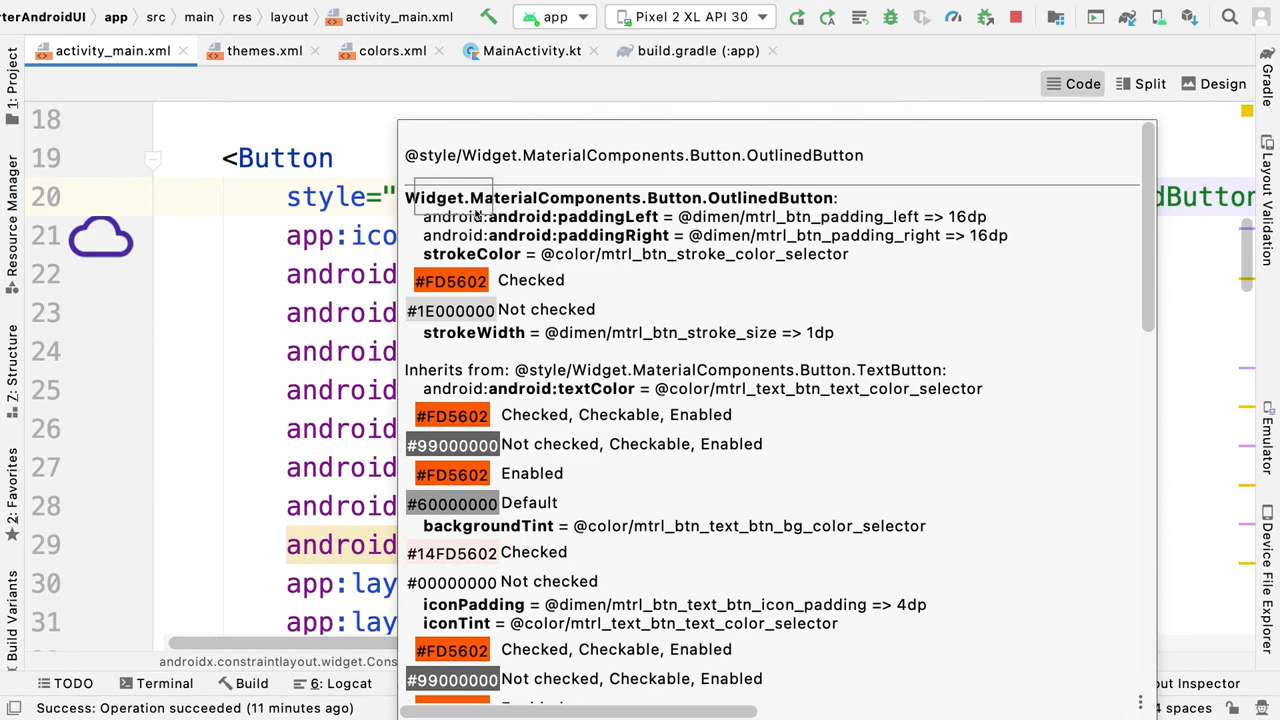 rterAndroidUI
app
src
main
res
layout
activity_main.xml
app
Pixel 2 XL API 30
activity_main.xml
themes.xml
colors.xml
MainActivity.kt
build.gradle (:app)
Code
Split
Design
1: Project
Resource Manager
Z: Structure
2: Favorites
Build Variants
18
19 <Button
20 style="
dButton
21 app:ico
22 android
23 android
24 android
25 android
26 android
27 android
28 android
29 android
30 app:lay
31 app:lay
@style/Widget.MaterialComponents.Button.OutlinedButton
Widget.MaterialComponents.Button.OutlinedButton:
android:android:paddingLeft = @dimen/mtrl_btn_padding_left => 16dp
android:android:paddingRight = @dimen/mtrl_btn_padding_right => 16dp
strokeColor = @color/mtrl_btn_stroke_color_selector
#FD5602 Checked
#1E000000 Not checked
strokeWidth = @dimen/mtrl_btn_stroke_size => 1dp
Inherits from: @style/Widget.MaterialComponents.Button.TextButton:
android:android:textColor = @color/mtrl_text_btn_text_color_selector
#FD5602 Checked, Checkable, Enabled
#99000000 Not checked, Checkable, Enabled
#FD5602 Enabled
#60000000 Default
backgroundTint = @color/mtrl_btn_text_btn_bg_color_selector
#14FD5602 Checked
#00000000 Not checked
iconPadding = @dimen/mtrl_btn_text_btn_icon_padding => 4dp
iconTint = @color/mtrl_btn_text_color_selector
#FD5602 Checked, Checkable, Enabled
#99000000 Not checked, Checkable, Enabled
Gradle
Layout Validation
Emulator
Device File Explorer
androidx.constraintlayout.widget.Cons
TODO
Terminal
Build
6: Logcat
out Inspector
Success: Operation succeeded (11 minutes ago)
4 spaces